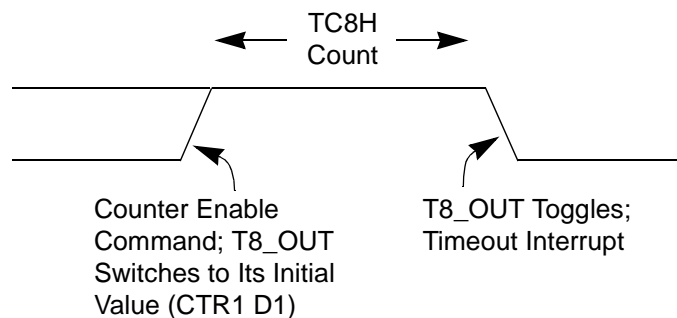 TC8H
Count
Counter Enable
Command; T8_OUT
Switches to Its Initial
Value (CTR1 D1)
T8_OUT Toggles;
Timeout Interrupt